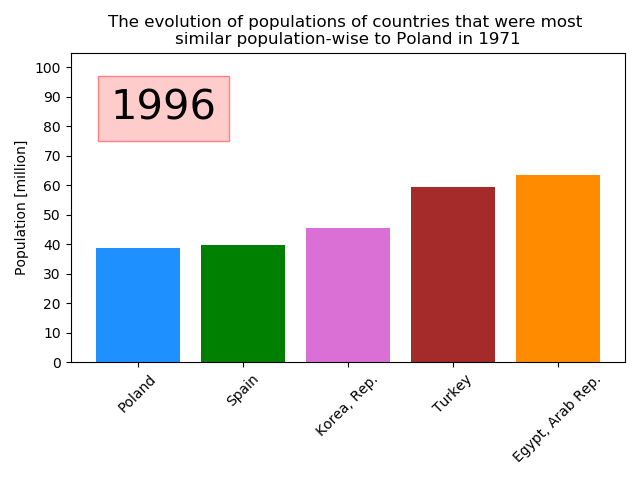 The evolution of populations of countries that were most
similar population-wise to Poland in 1971
1996
Population [million]
100
90
80
70
60
50
40
30
20
10
0
Poland
Spain
Korea, Rep.
Turkey
Egypt, Arab Rep.